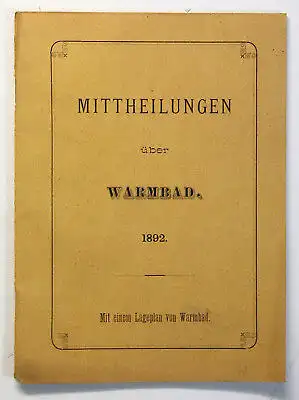 MITTHEILUNGEN
über
WARMBAD.
1892.
Mit einem Lageplan von Warmbad.